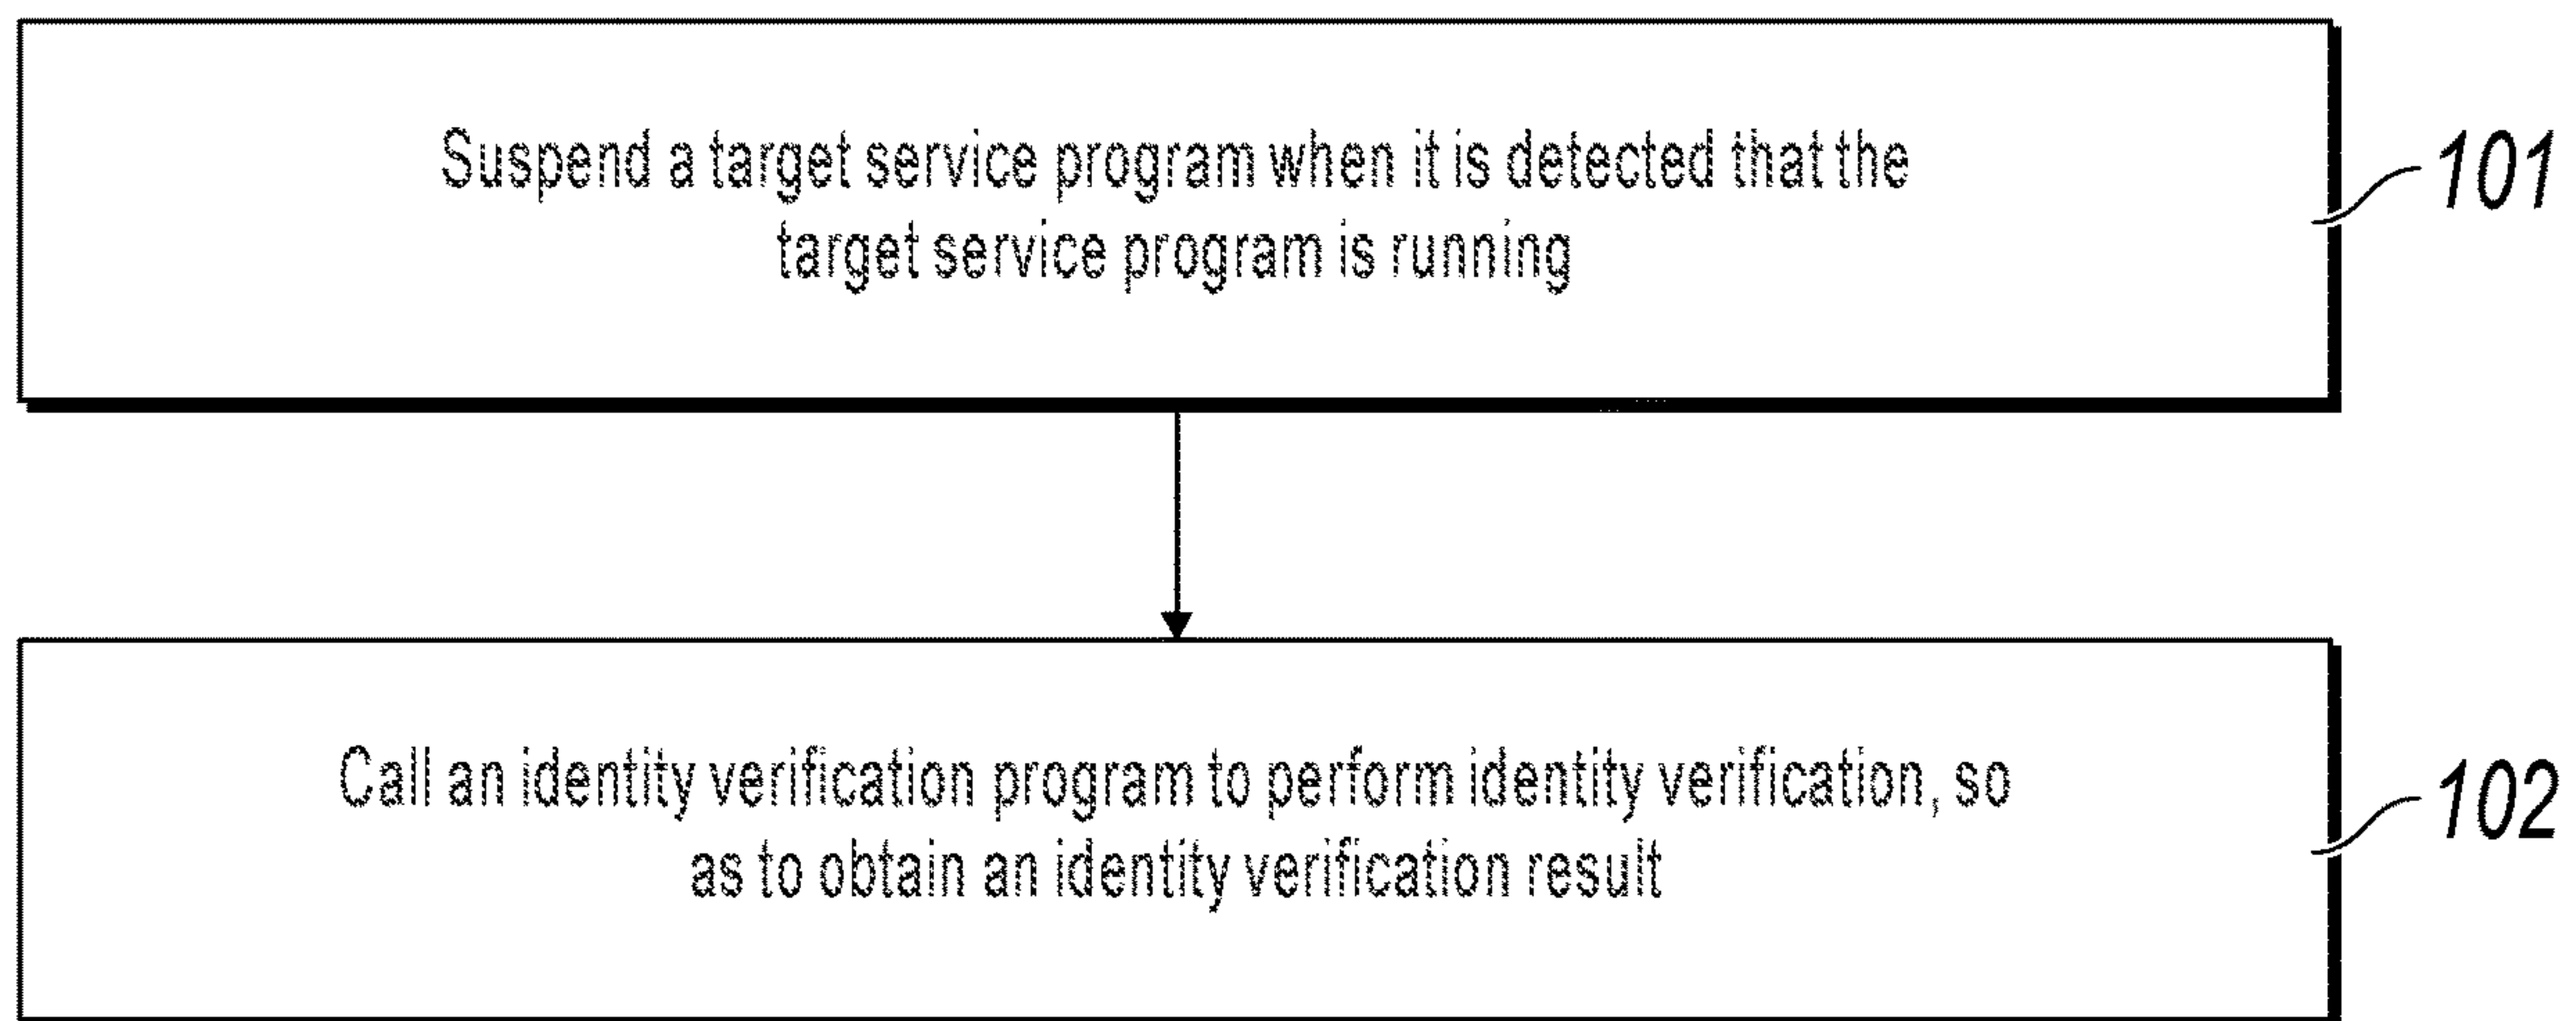 Suspend a target service program when it is detected that the
target service program is running
101
Call an identity verification program to perform identity verification, so
as to obtain an identity verification result
102